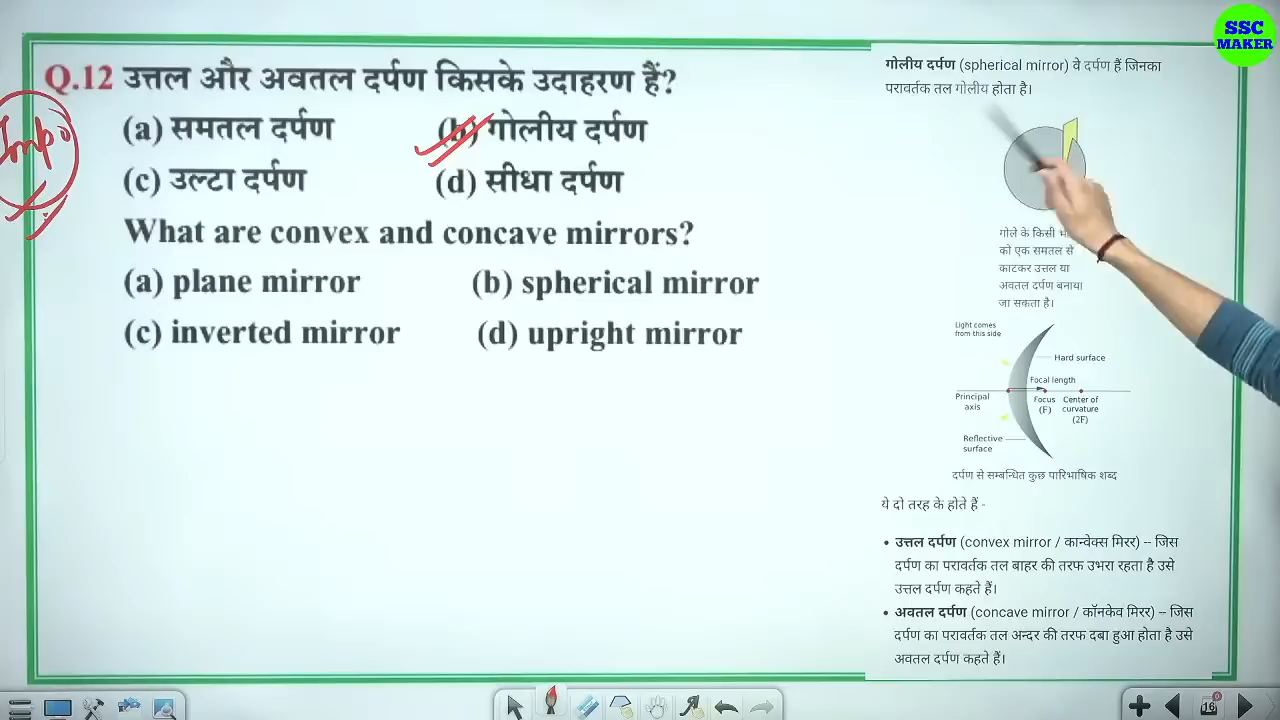 SSC
MAKER
Q.12 उत्तल और अवतल दर्पण किसके उदाहरण हैं?
(a) समतल दर्पण (b) गोलीय दर्पण
(c) उल्टा दर्पण (d) सीधा दर्पण
What are convex and concave mirrors?
(a) plane mirror (b) spherical mirror
(c) inverted mirror (d) upright mirror
Imp
गोलीय दर्पण (spherical mirror) वे दर्पण हैं जिनका
परावर्तक तल गोलीय होता है।
गोले के किसी
को एक समतल से
काटकर उत्तल या
अवतल दर्पण बनाया
जा सकता है।
Light comes
from this side
Hard surface
Focal length
Principal
axis
Focus
(F)
Center of
curvature
(2F)
Reflective
surface
दर्पण से सम्बन्धित कुछ पारिभाषिक शब्द
ये दो तरह के होते हैं -
• उत्तल दर्पण (convex mirror / कान्वेक्स मिरर) -- जिस
दर्पण का परावर्तक तल बाहर की तरफ उभरा रहता है उसे
उत्तल दर्पण कहते हैं।
• अवतल दर्पण (concave mirror / कॉनकेव मिरर) -- जिस
दर्पण का परावर्तक तल अन्दर की तरफ दबा हुआ होता है उसे
अवतल दर्पण कहते हैं।
16